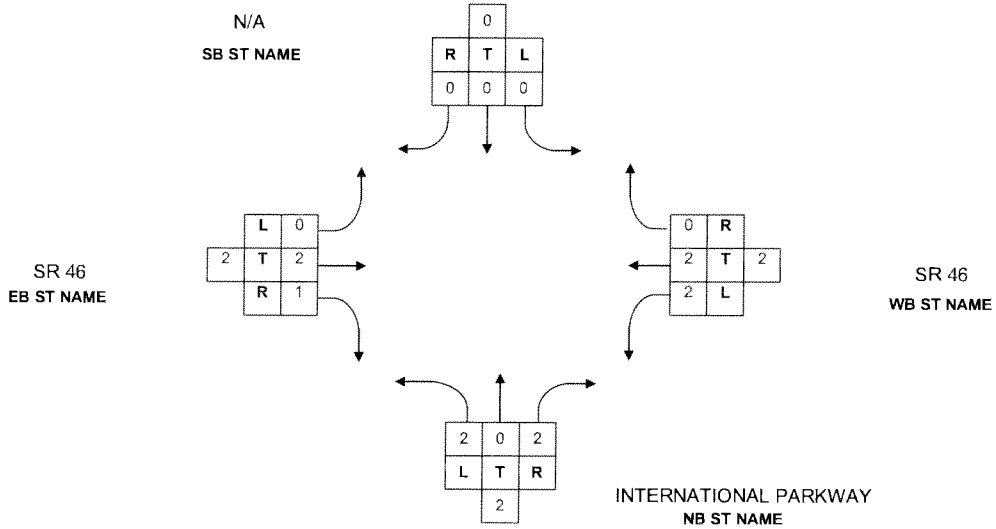 N/A
SB ST NAME
0
R T L
0 0 0
L 0
2 T 2
R 1
SR 46
EB ST NAME
0 R
2 T 2
2 L
SR 46
WB ST NAME
2 0 2
L T R
2
INTERNATIONAL PARKWAY
NB ST NAME